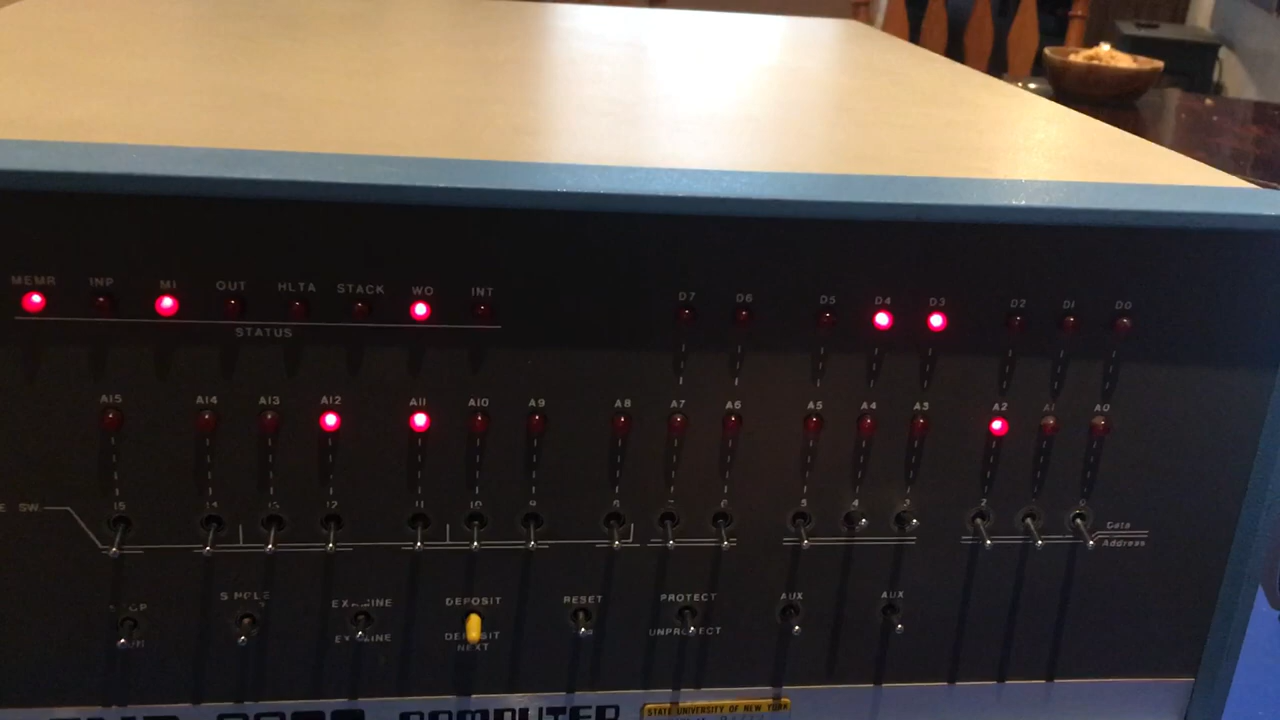 MEMR INP MI OUT HLTA STACK WO INT D7 D6 D5 D4 D3 D2 D1 D0
STATUS
A15 A14 A13 A12 A11 A10 A9 A8 A7 A6 A5 A4 A3 A2 A1 A0
SW. 15 14 13 12 11 10 9 8 7 6 5 4 3 2 0
Data
Address
EXAMINE DEPOSIT RESET PROTECT AUX AUX
UNPROTECT
NEXT
COMPUTER
STATE UNIVERSITY OF NEW YORK